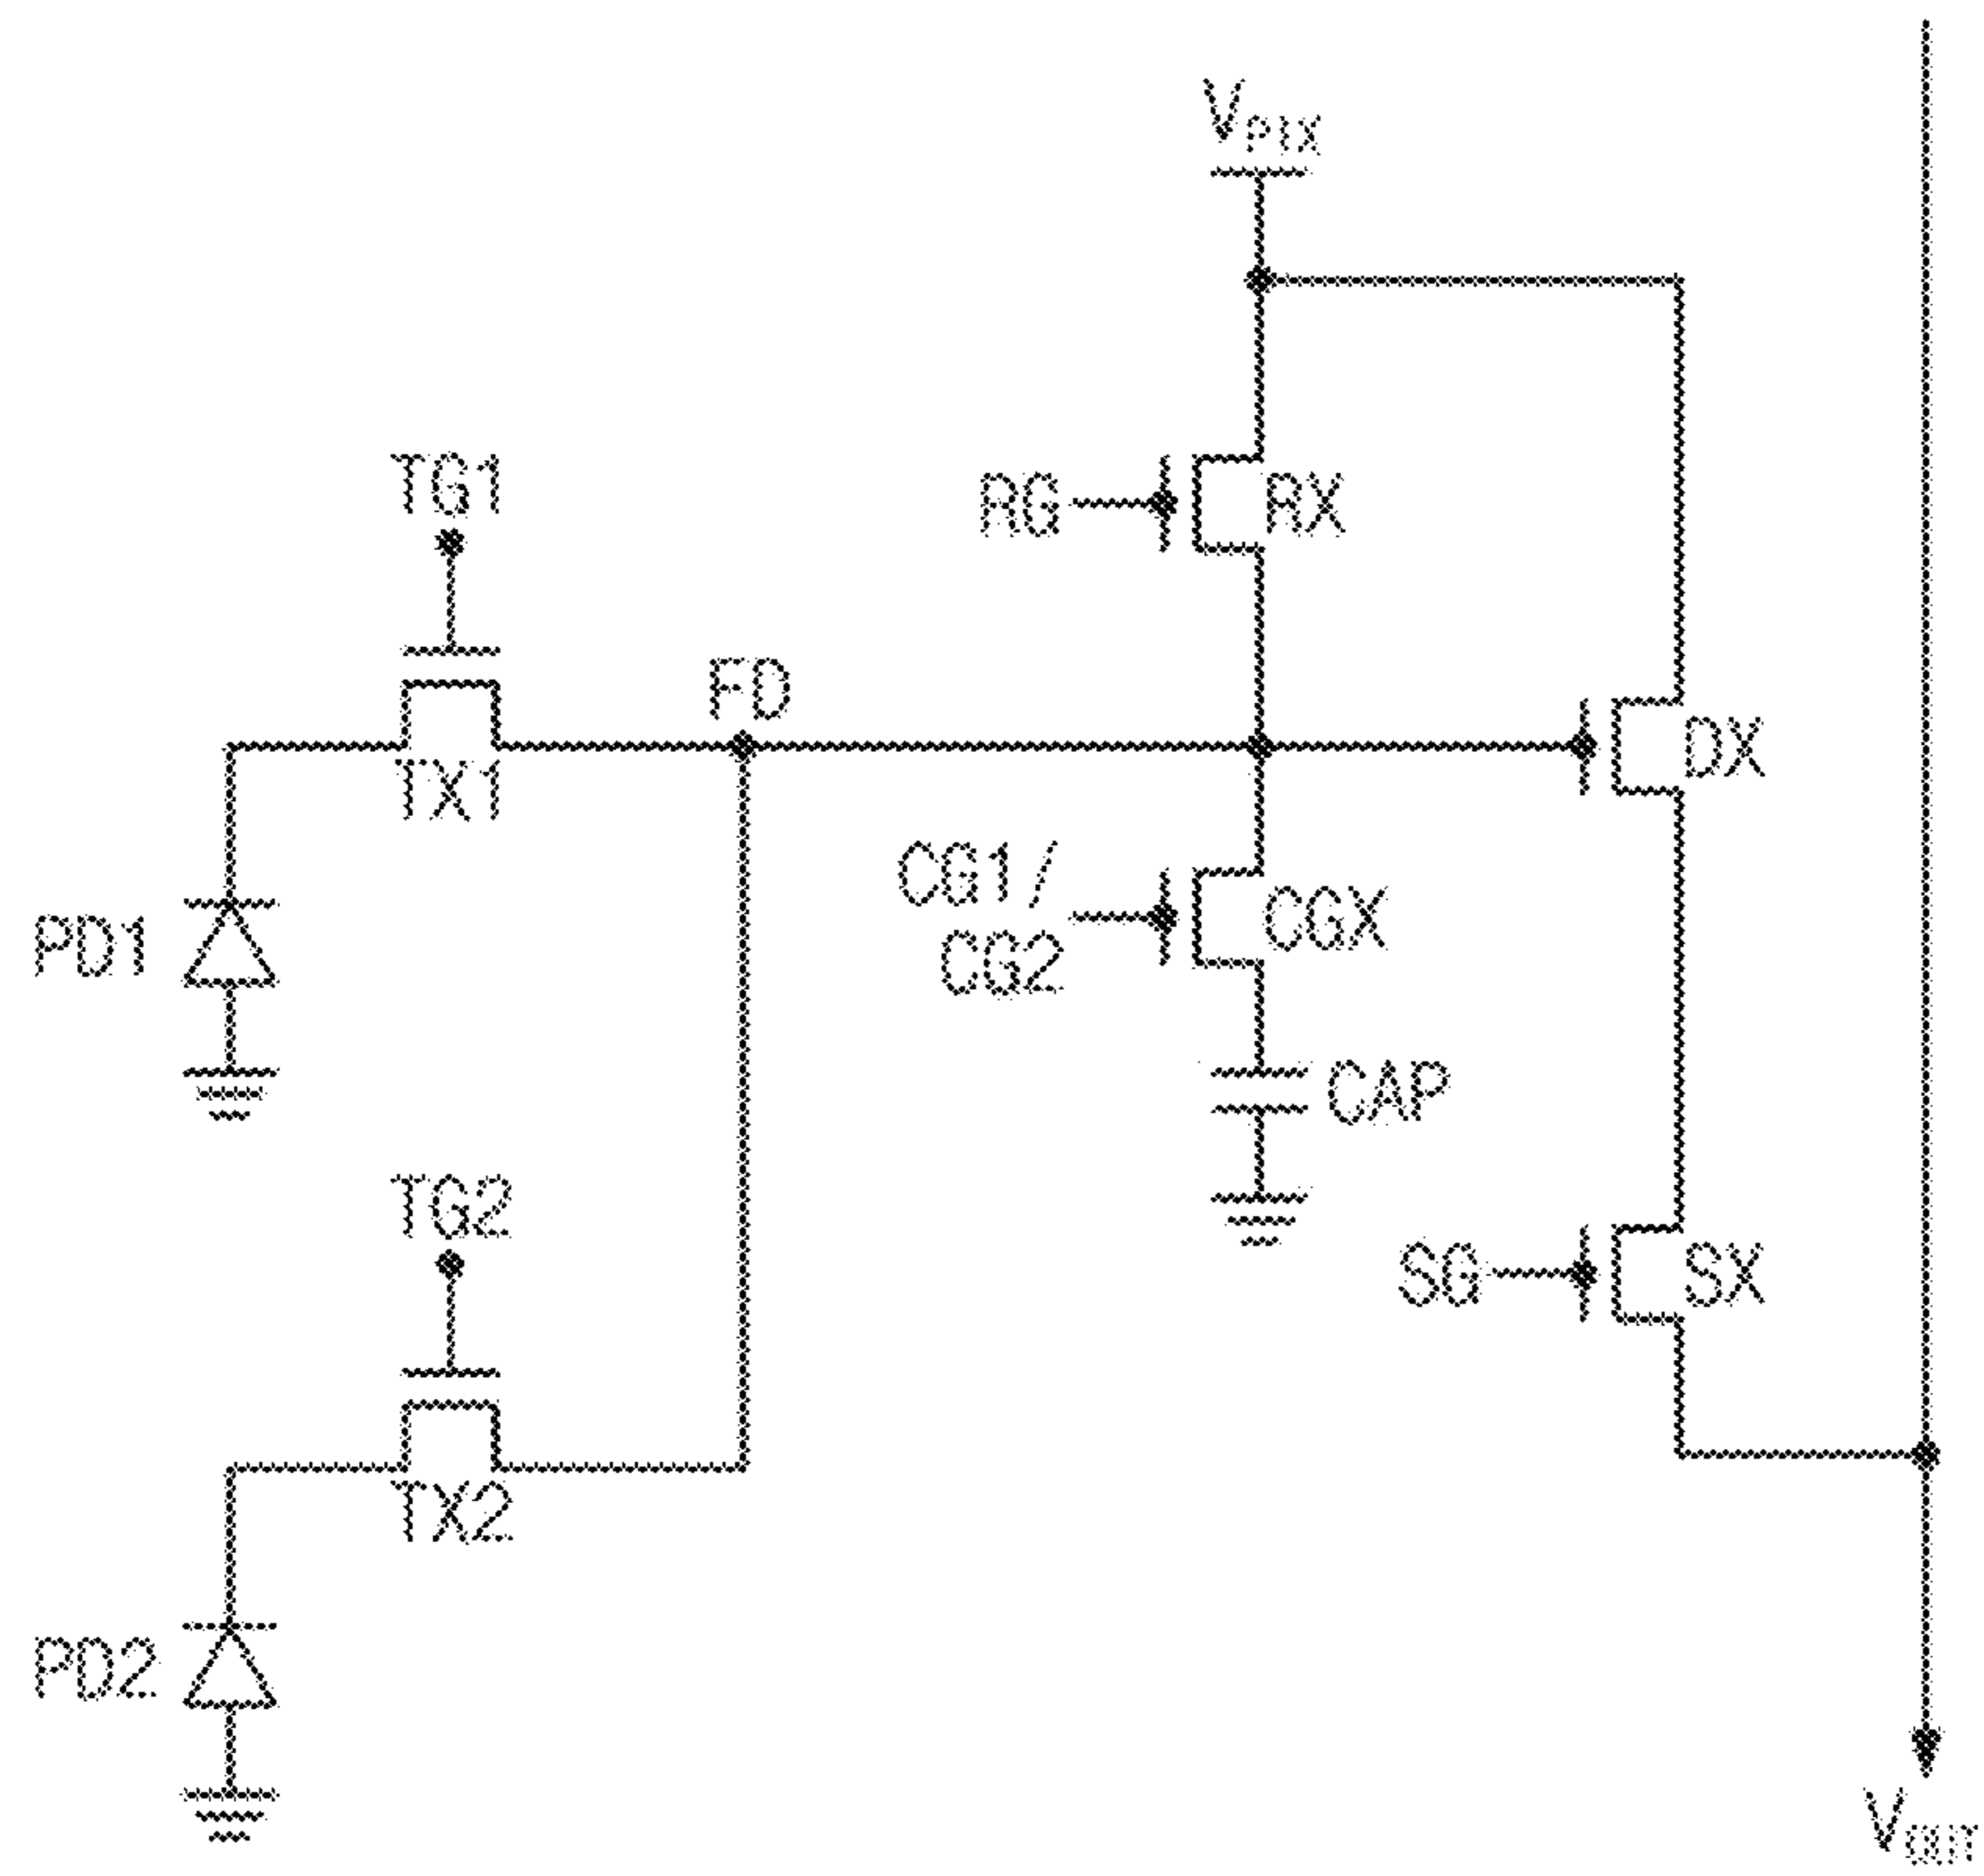 VPIX
TG1
RG
RX
FD
TX1
DX
CG1/
CG2
CGX
PD1
CAP
TG2
SG
SX
TX2
PD2
VOUT